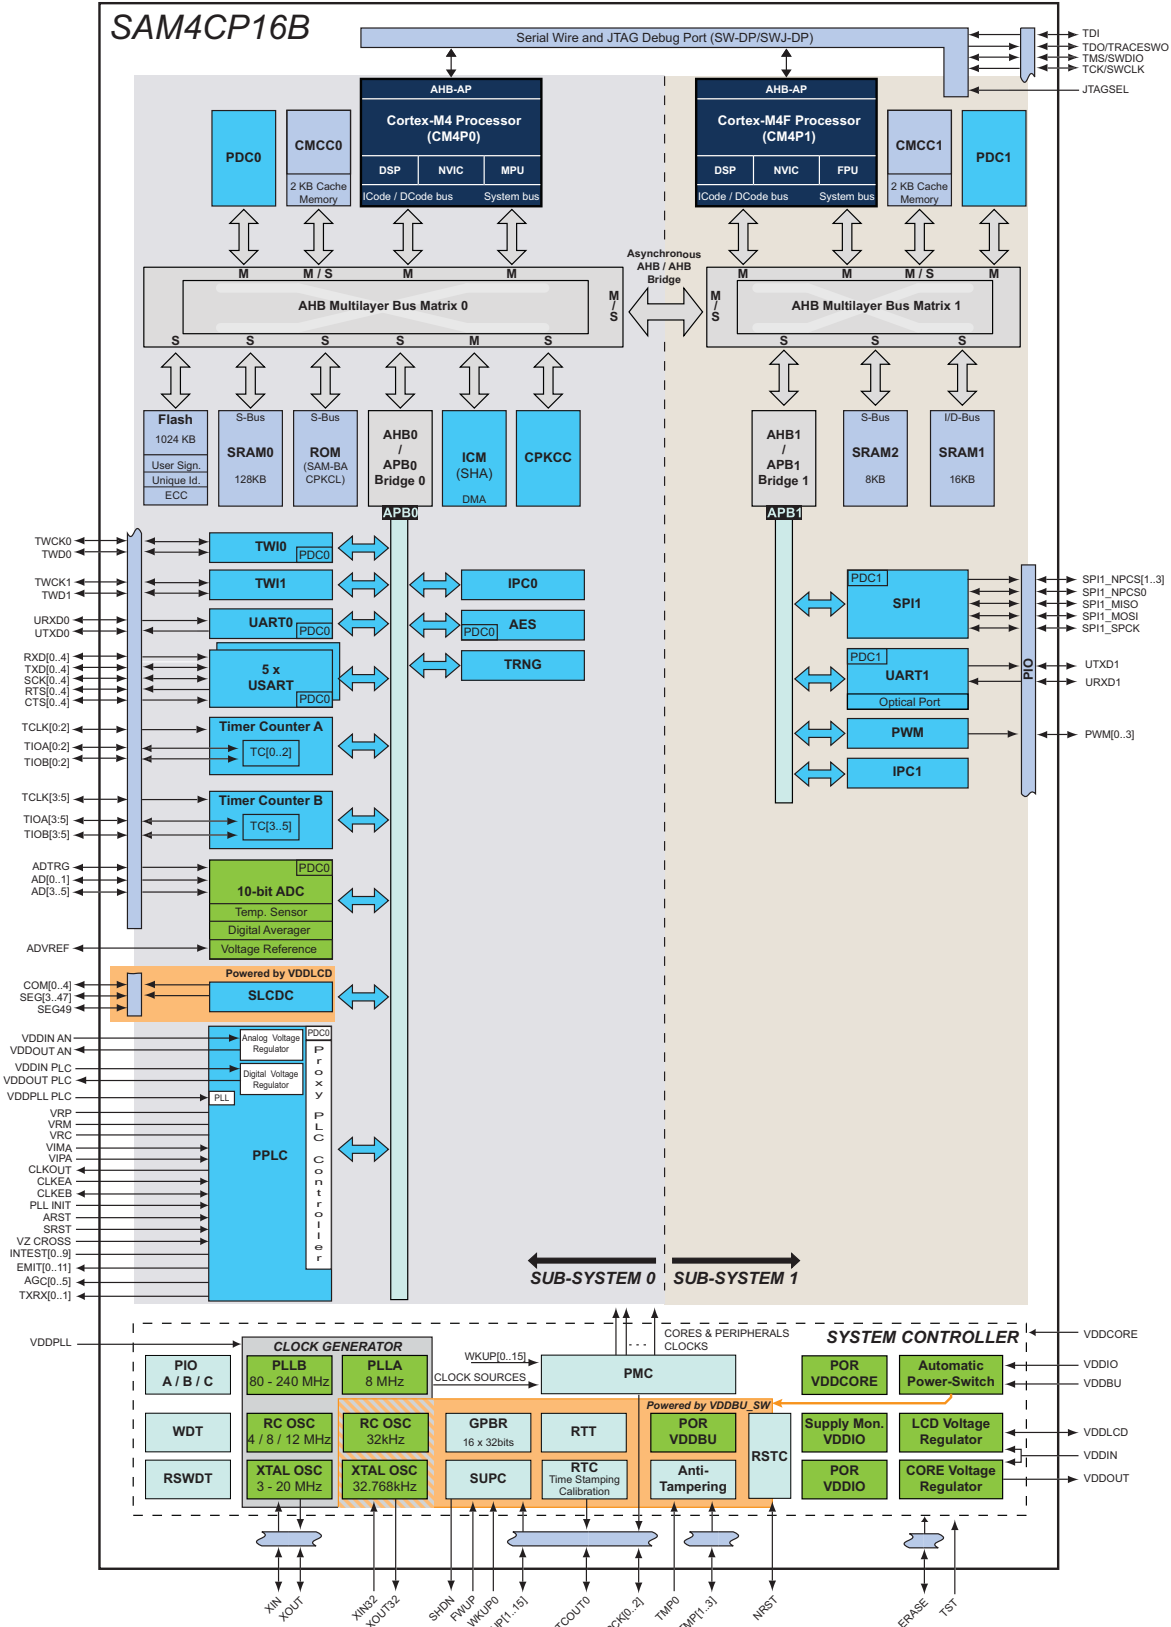 SAM4CP16B
Serial Wire and JTAG Debug Port (SW-DP/SWJ-DP)
TDI
TDO/TRACESWO
TMS/SWDIO
TCK/SWCLK
JTAGSEL
PDC0
CMCC0
2 KB Cache
Memory
AHB-AP
Cortex-M4 Processor
(CM4P0)
DSP
NVIC
MPU
ICode / DCode bus
System bus
AHB-AP
Cortex-M4F Processor
(CM4P1)
DSP
NVIC
FPU
ICode / DCode bus
System bus
CMCC1
2 KB Cache
Memory
PDC1
M
M / S
M
M
AHB Multilayer Bus Matrix 0
M
/
S
S
S
S
S
M
S
Asynchronous
AHB / AHB
Bridge
M
M
M / S
M
M
/
S
AHB Multilayer Bus Matrix 1
S
S
S
Flash
1024 KB
User Sign.
Unique Id.
ECC
S-Bus
SRAM0
128KB
S-Bus
ROM
(SAM-BA
CPKCL)
AHB0
/
APB0
Bridge 0
APB0
ICM
(SHA)
DMA
CPKCC
AHB1
/
APB1
Bridge 1
APB1
S-Bus
SRAM2
8KB
I/D-Bus
SRAM1
16KB
TWCK0
TWD0
TWI0
PDC0
TWCK1
TWD1
TWI1
URXD0
UTXD0
UART0
PDC0
RXD[0..4]
TXD[0..4]
SCK[0..4]
RTS[0..4]
CTS[0..4]
5 x
USART
PDC0
TCLK[0:2]
TIOA[0:2]
TIOB[0:2]
Timer Counter A
TC[0..2]
TCLK[3:5]
TIOA[3:5]
TIOB[3:5]
Timer Counter B
TC[3..5]
ADTRG
AD[0..1]
AD[3..5]
ADVREF
PDC0
10-bit ADC
Temp. Sensor
Digital Averager
Voltage Reference
IPC0
AES
PDC0
TRNG
PDC1
SPI1
PDC1
UART1
Optical Port
PWM
IPC1
PIO
SPI1_NPCS[1..3]
SPI1_NPCS0
SPI1_MISO
SPI1_MOSI
SPI1_SPCK
UTXD1
URXD1
PWM[0..3]
Powered by VDDLCD
COM[0..4]
SEG[3..47]
SEG49
SLCDC
VDDIN AN
VDDOUT AN
VDDIN PLC
VDDOUT PLC
VDDPLL PLC
VRP
VRM
VRC
VIMA
VIPA
CLKOUT
CLKEA
CLKEB
PLL INIT
ARST
SRST
VZ CROSS
INTEST[0..9]
EMIT[0..11]
AGC[0..5]
TXRX[0..1]
Analog Voltage
Regulator
Digital Voltage
Regulator
PLL
PPLC
PDC0
Proxy PLC Controller
SUB-SYSTEM 0
SUB-SYSTEM 1
VDDPLL
CLOCK GENERATOR
PLLB
80 - 240 MHz
PLLA
8 MHz
RC OSC
4 / 8 / 12 MHz
RC OSC
32kHz
XTAL OSC
3 - 20 MHz
XTAL OSC
32.768kHz
PIO
A / B / C
WDT
RSWDT
WKUP[0..15]
CLOCK SOURCES
PMC
CORES & PERIPHERALS
CLOCKS
SYSTEM CONTROLLER
Powered by VDDBU_SW
GPBR
16 x 32bits
RTT
SUPC
RTC
Time Stamping
Calibration
POR
VDDBU
Anti-
Tampering
RSTC
POR
VDDCORE
Automatic
Power-Switch
Supply Mon.
VDDIO
LCD Voltage
Regulator
POR
VDDIO
CORE Voltage
Regulator
VDDCORE
VDDIO
VDDBU
VDDLCD
VDDIN
VDDOUT
XIN
XOUT
XIN32
XOUT32
SHDN
FWUP
WKUP0
UP[1..15]
TCOUT0
CK[0..2]
TMP0
TMP[1..3]
NRST
ERASE
TST